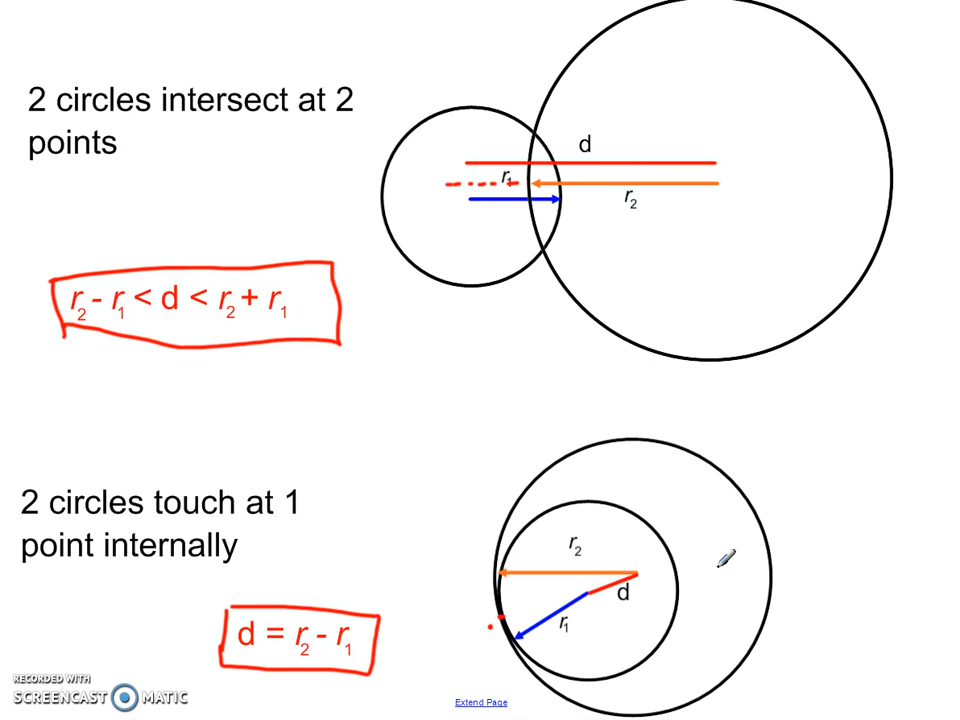 2 circles intersect at 2
points
d
r₁
r₂
r₂ - r₁ < d < r₂ + r₁
2 circles touch at 1
point internally
r₂
d
r₁
d = r₂ - r₁
RECORDED WITH
SCREENCAST MATIC
Extend Page